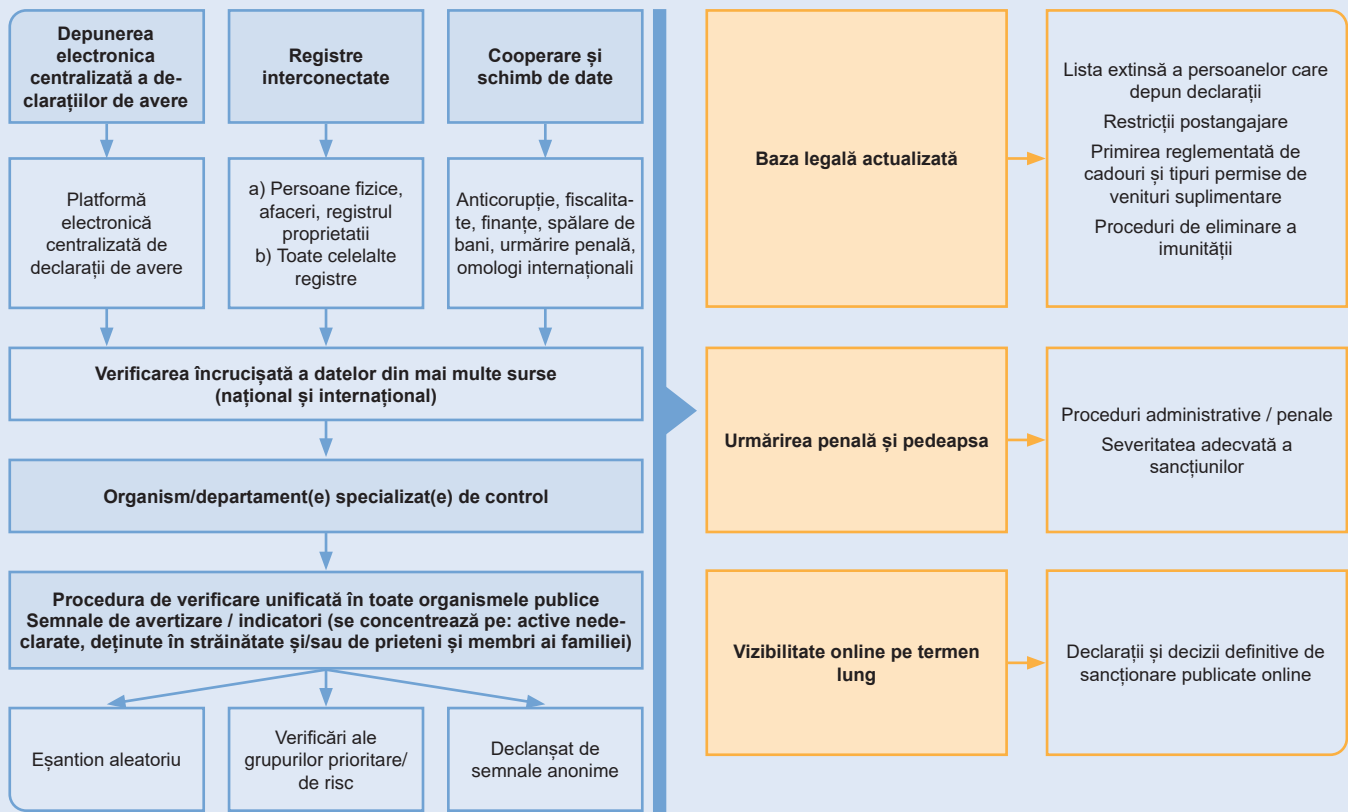 Depunerea
electronica
centralizată a de-
clarațiilor de avere
Registre
interconectate
Cooperare și
schimb de date
Platformă
electronică
centralizată de
declarații de avere
a) Persoane fizice,
afaceri, registrul
proprietatii
b) Toate celelalte
registre
Anticorupție, fiscalita-
te, finanțe, spălare de
bani, urmărire penală,
omologi internaționali
Verificarea încrucișată a datelor din mai multe surse
(național și internațional)
Organism/departament(e) specializat(e) de control
Procedura de verificare unificată în toate organismele publice
Semnale de avertizare / indicatori (se concentrează pe: active nede-
clarate, deținute în străinătate și/sau de prieteni și membri ai familiei)
Eșantion aleatoriu
Verificări ale
grupurilor prioritare/
de risc
Declanșat de
semnale anonime
Baza legală actualizată
Lista extinsă a persoanelor care
depun declarații
Restricții postangajare
Primirea reglementată de
cadouri și tipuri permise de
venituri suplimentare
Proceduri de eliminare a
imunității
Urmărirea penală și pedeapsa
Proceduri administrative / penale
Severitatea adecvată a
sancțiunilor
Vizibilitate online pe termen
lung
Declarații și decizii definitive de
sancționare publicate online